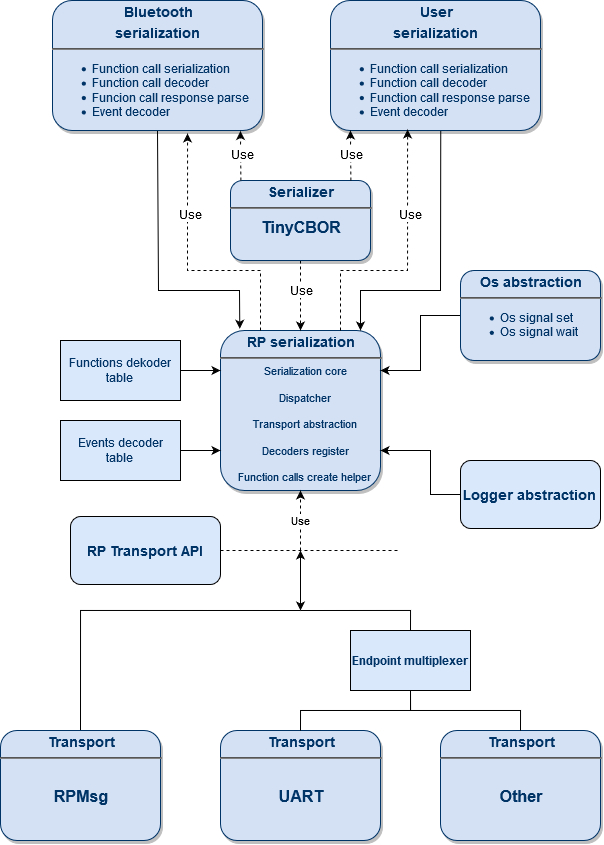 Bluetooth
serialization
Function call serialization
Function call decoder
Funcion call response parse
Event decoder
User
serialization
Function call serialization
Function call decoder
Function call response parse
Event decoder
Use
Use
Use
Use
Serializer
TinyCBOR
Use
Os abstraction
Os signal set
Os signal wait
RP serialization
Serialization core
Dispatcher
Transport abstraction
Decoders register
Function calls create helper
Functions dekoder
table
Events decoder
table
Logger abstraction
Use
RP Transport API
Endpoint multiplexer
Transport
RPMsg
Transport
UART
Transport
Other